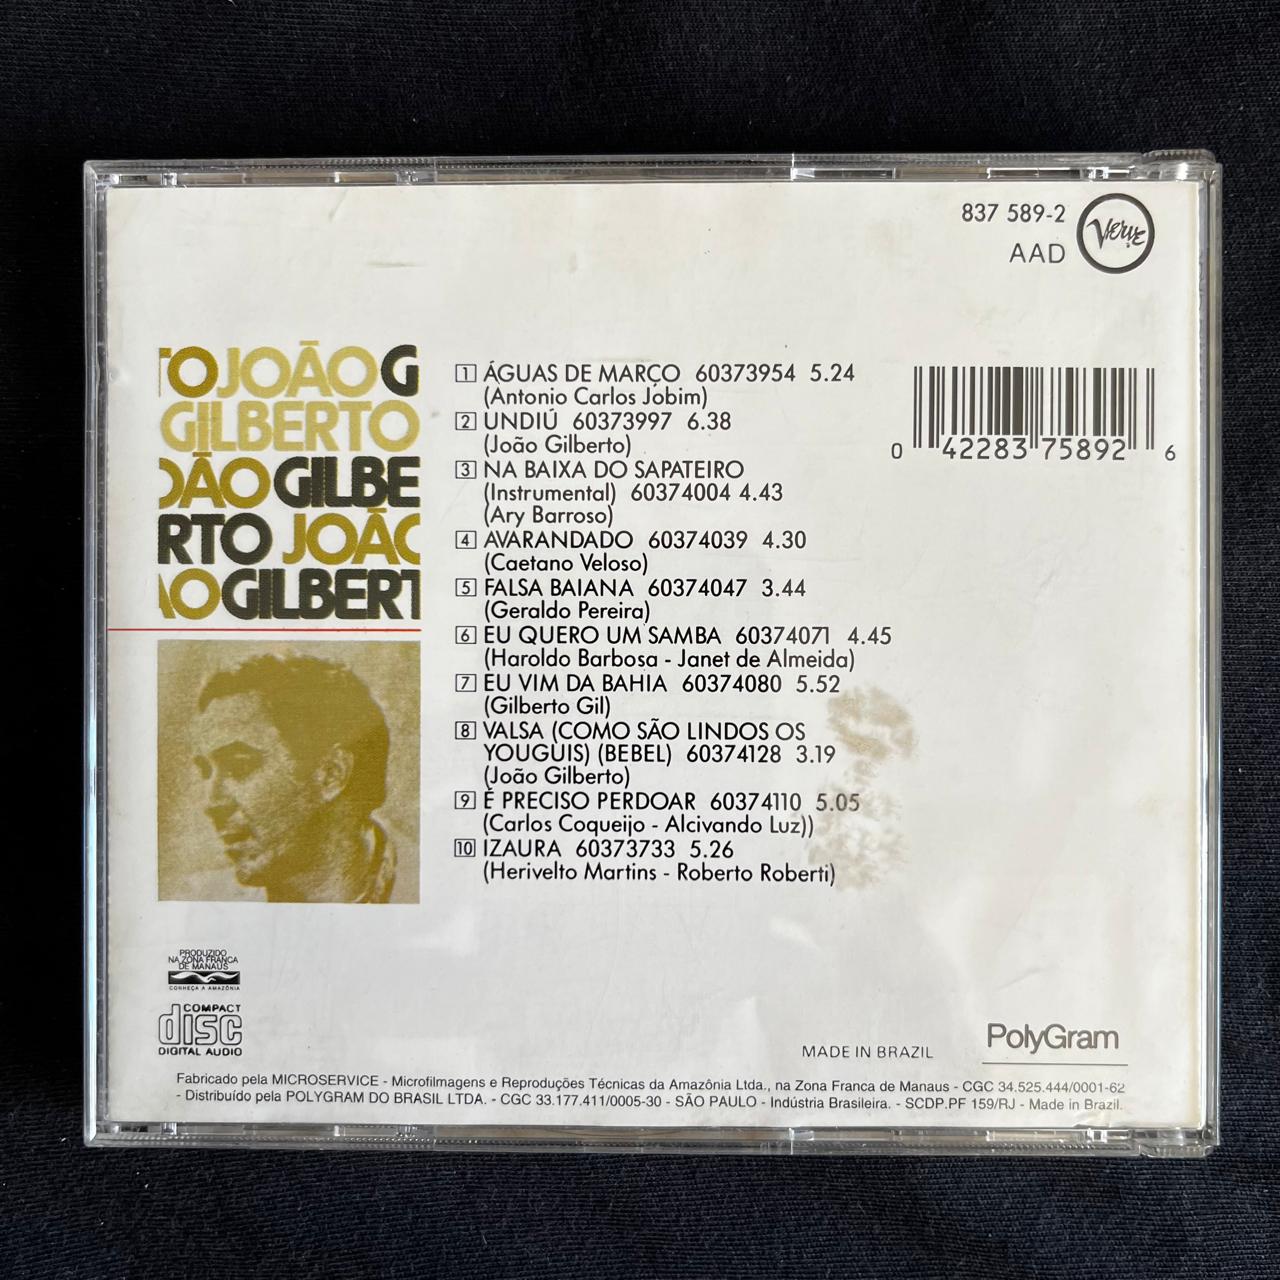 837 589-2
AAD
Verve
TO JOÃO G
GILBERTO
OÃO GILBE
ERTO JOÃO
ÃO GILBERT
1 ÁGUAS DE MARÇO 60373954 5.24
(Antonio Carlos Jobim)
2 UNDIÚ 60373997 6.38
(João Gilberto)
3 NA BAIXA DO SAPATEIRO
(Instrumental) 60374004 4.43
(Ary Barroso)
4 AVARANDADO 60374039 4.30
(Caetano Veloso)
5 FALSA BAIANA 60374047 3.44
(Geraldo Pereira)
6 EU QUERO UM SAMBA 60374071 4.45
(Haroldo Barbosa - Janet de Almeida)
7 EU VIM DA BAHIA 60374080 5.52
(Gilberto Gil)
8 VALSA (COMO SÃO LINDOS OS
YOUGUIS) (BEBEL) 60374128 3.19
(João Gilberto)
9 É PRECISO PERDOAR 60374110 5.05
(Carlos Coqueijo - Alcivando Luz))
10 IZAURA 60373733 5.26
(Herivelto Martins - Roberto Roberti)
0 42283 75892 6
PRODUZIDO
NA ZONA FRANCA
DE MANAUS
CONHEÇA A AMAZÔNIA
COMPACT
disc
DIGITAL AUDIO
MADE IN BRAZIL
PolyGram
Fabricado pela MICROSERVICE - Microfilmagens e Reproduções Técnicas da Amazônia Ltda., na Zona Franca de Manaus - CGC 34.525.444/0001-62
- Distribuído pela POLYGRAM DO BRASIL LTDA. - CGC 33.177.411/0005-30 - SÃO PAULO - Indústria Brasileira. - SCDP.PF 159/RJ - Made in Brazil.